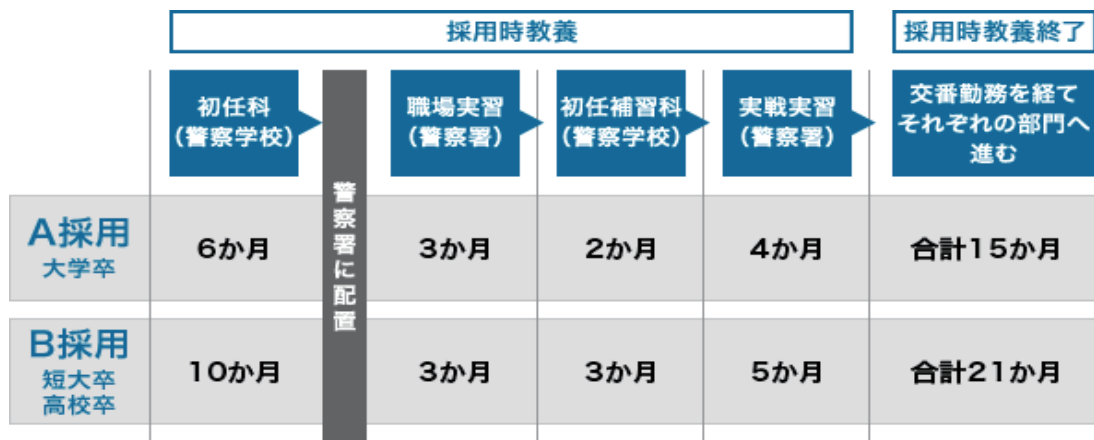 採用時教養
採用時教養終了
初任科
（警察学校）
職場実習
（警察署）
初任補習科
（警察学校）
実戦実習
（警察署）
交番勤務を経て
それぞれの部門へ
進む
警察署に配置
A採用
大学卒
6か月
3か月
2か月
4か月
合計15か月
B採用
短大卒
高校卒
10か月
3か月
3か月
5か月
合計21か月